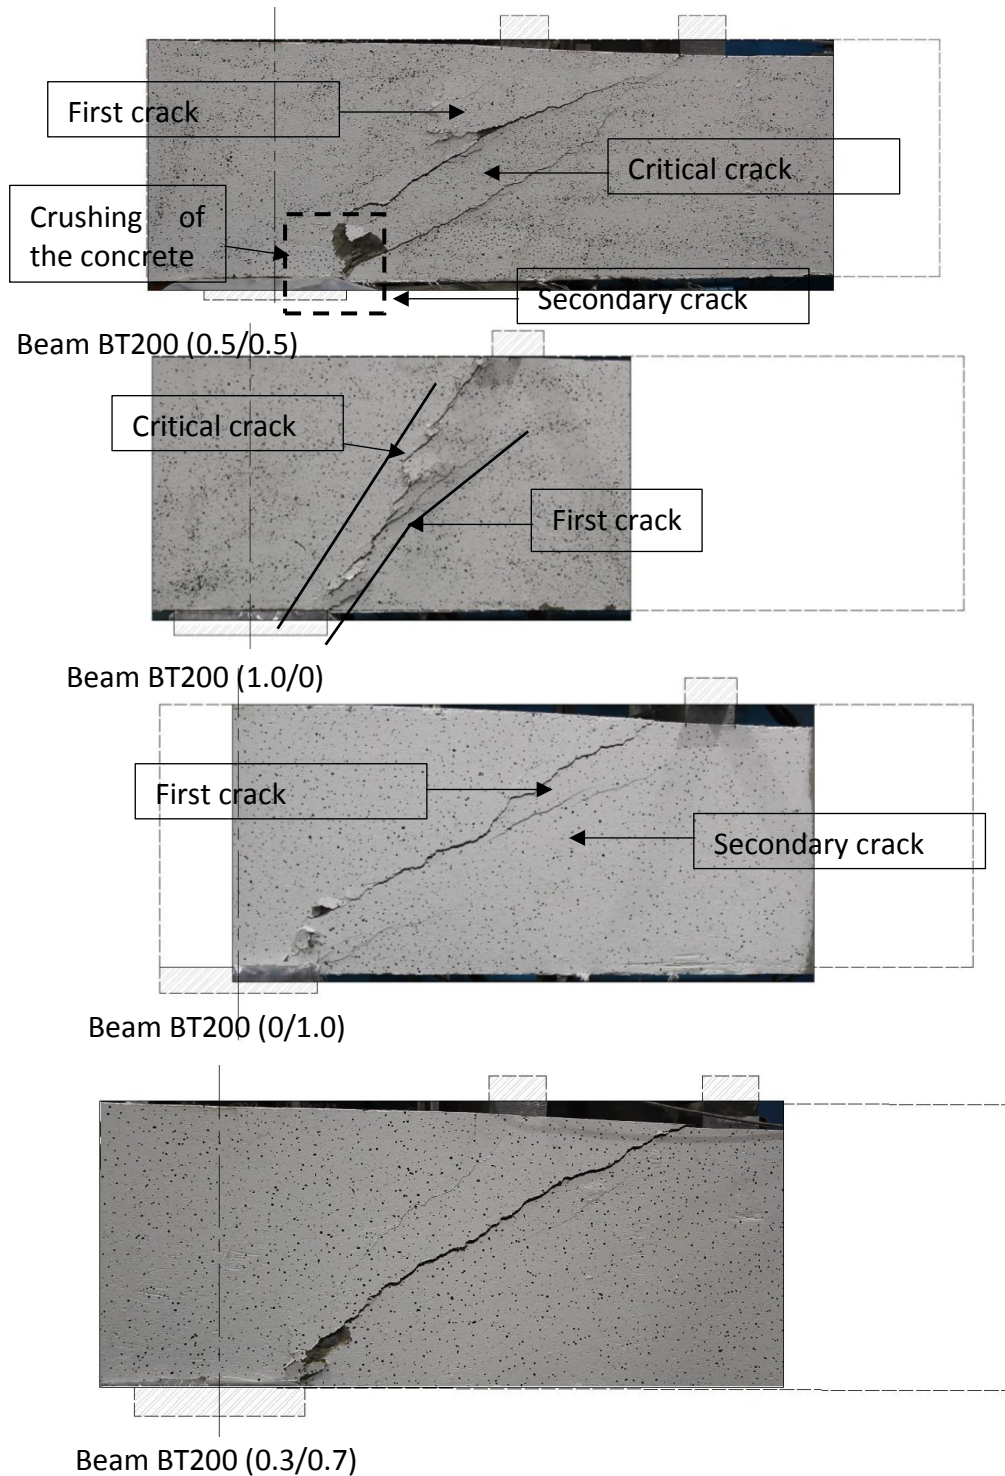 First crack
Critical crack
Crushing of
the concrete
Secondary crack
Beam BT200 (0.5/0.5)
Critical crack
First crack
Beam BT200 (1.0/0)
First crack
Secondary crack
Beam BT200 (0/1.0)
Beam BT200 (0.3/0.7)